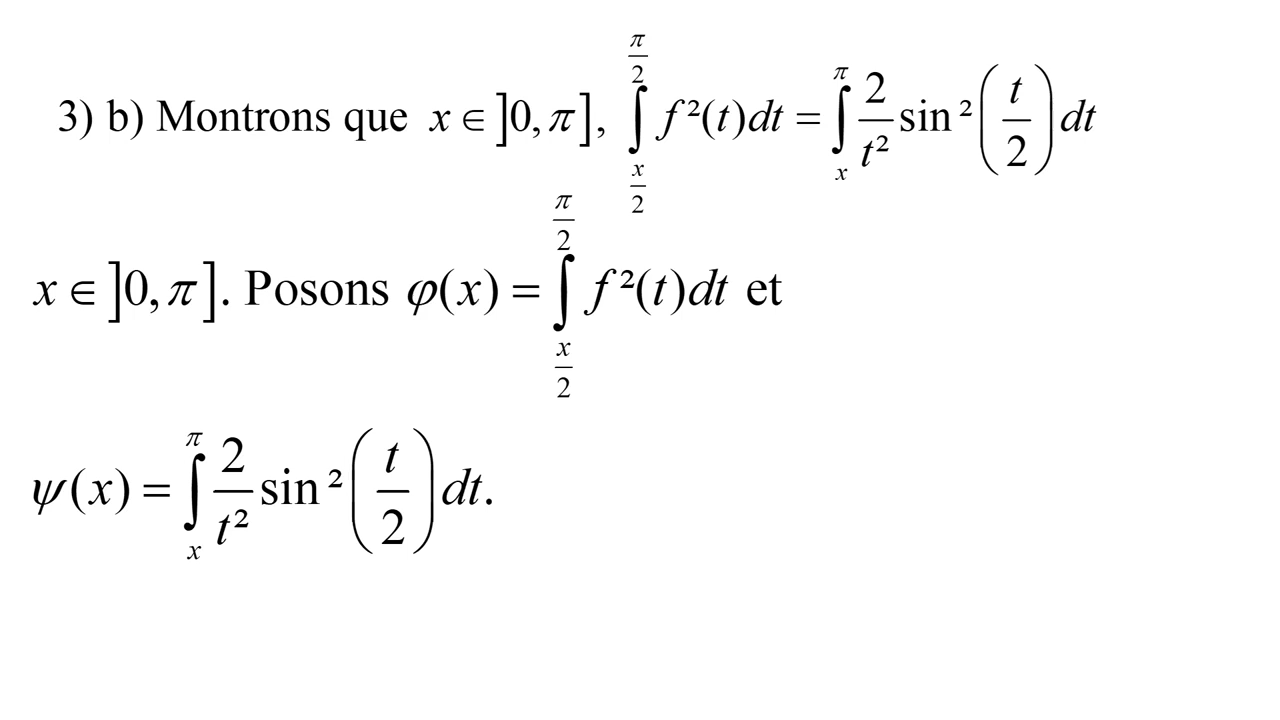 3) b) Montrons que x ∈ ]0, π], ∫_{x/2}^{π/2} f²(t)dt = ∫_{x}^{π} 2/t² sin²(t/2) dt
x ∈ ]0, π]. Posons φ(x) = ∫_{x/2}^{π/2} f²(t)dt et
ψ(x) = ∫_{x}^{π} 2/t² sin²(t/2) dt.